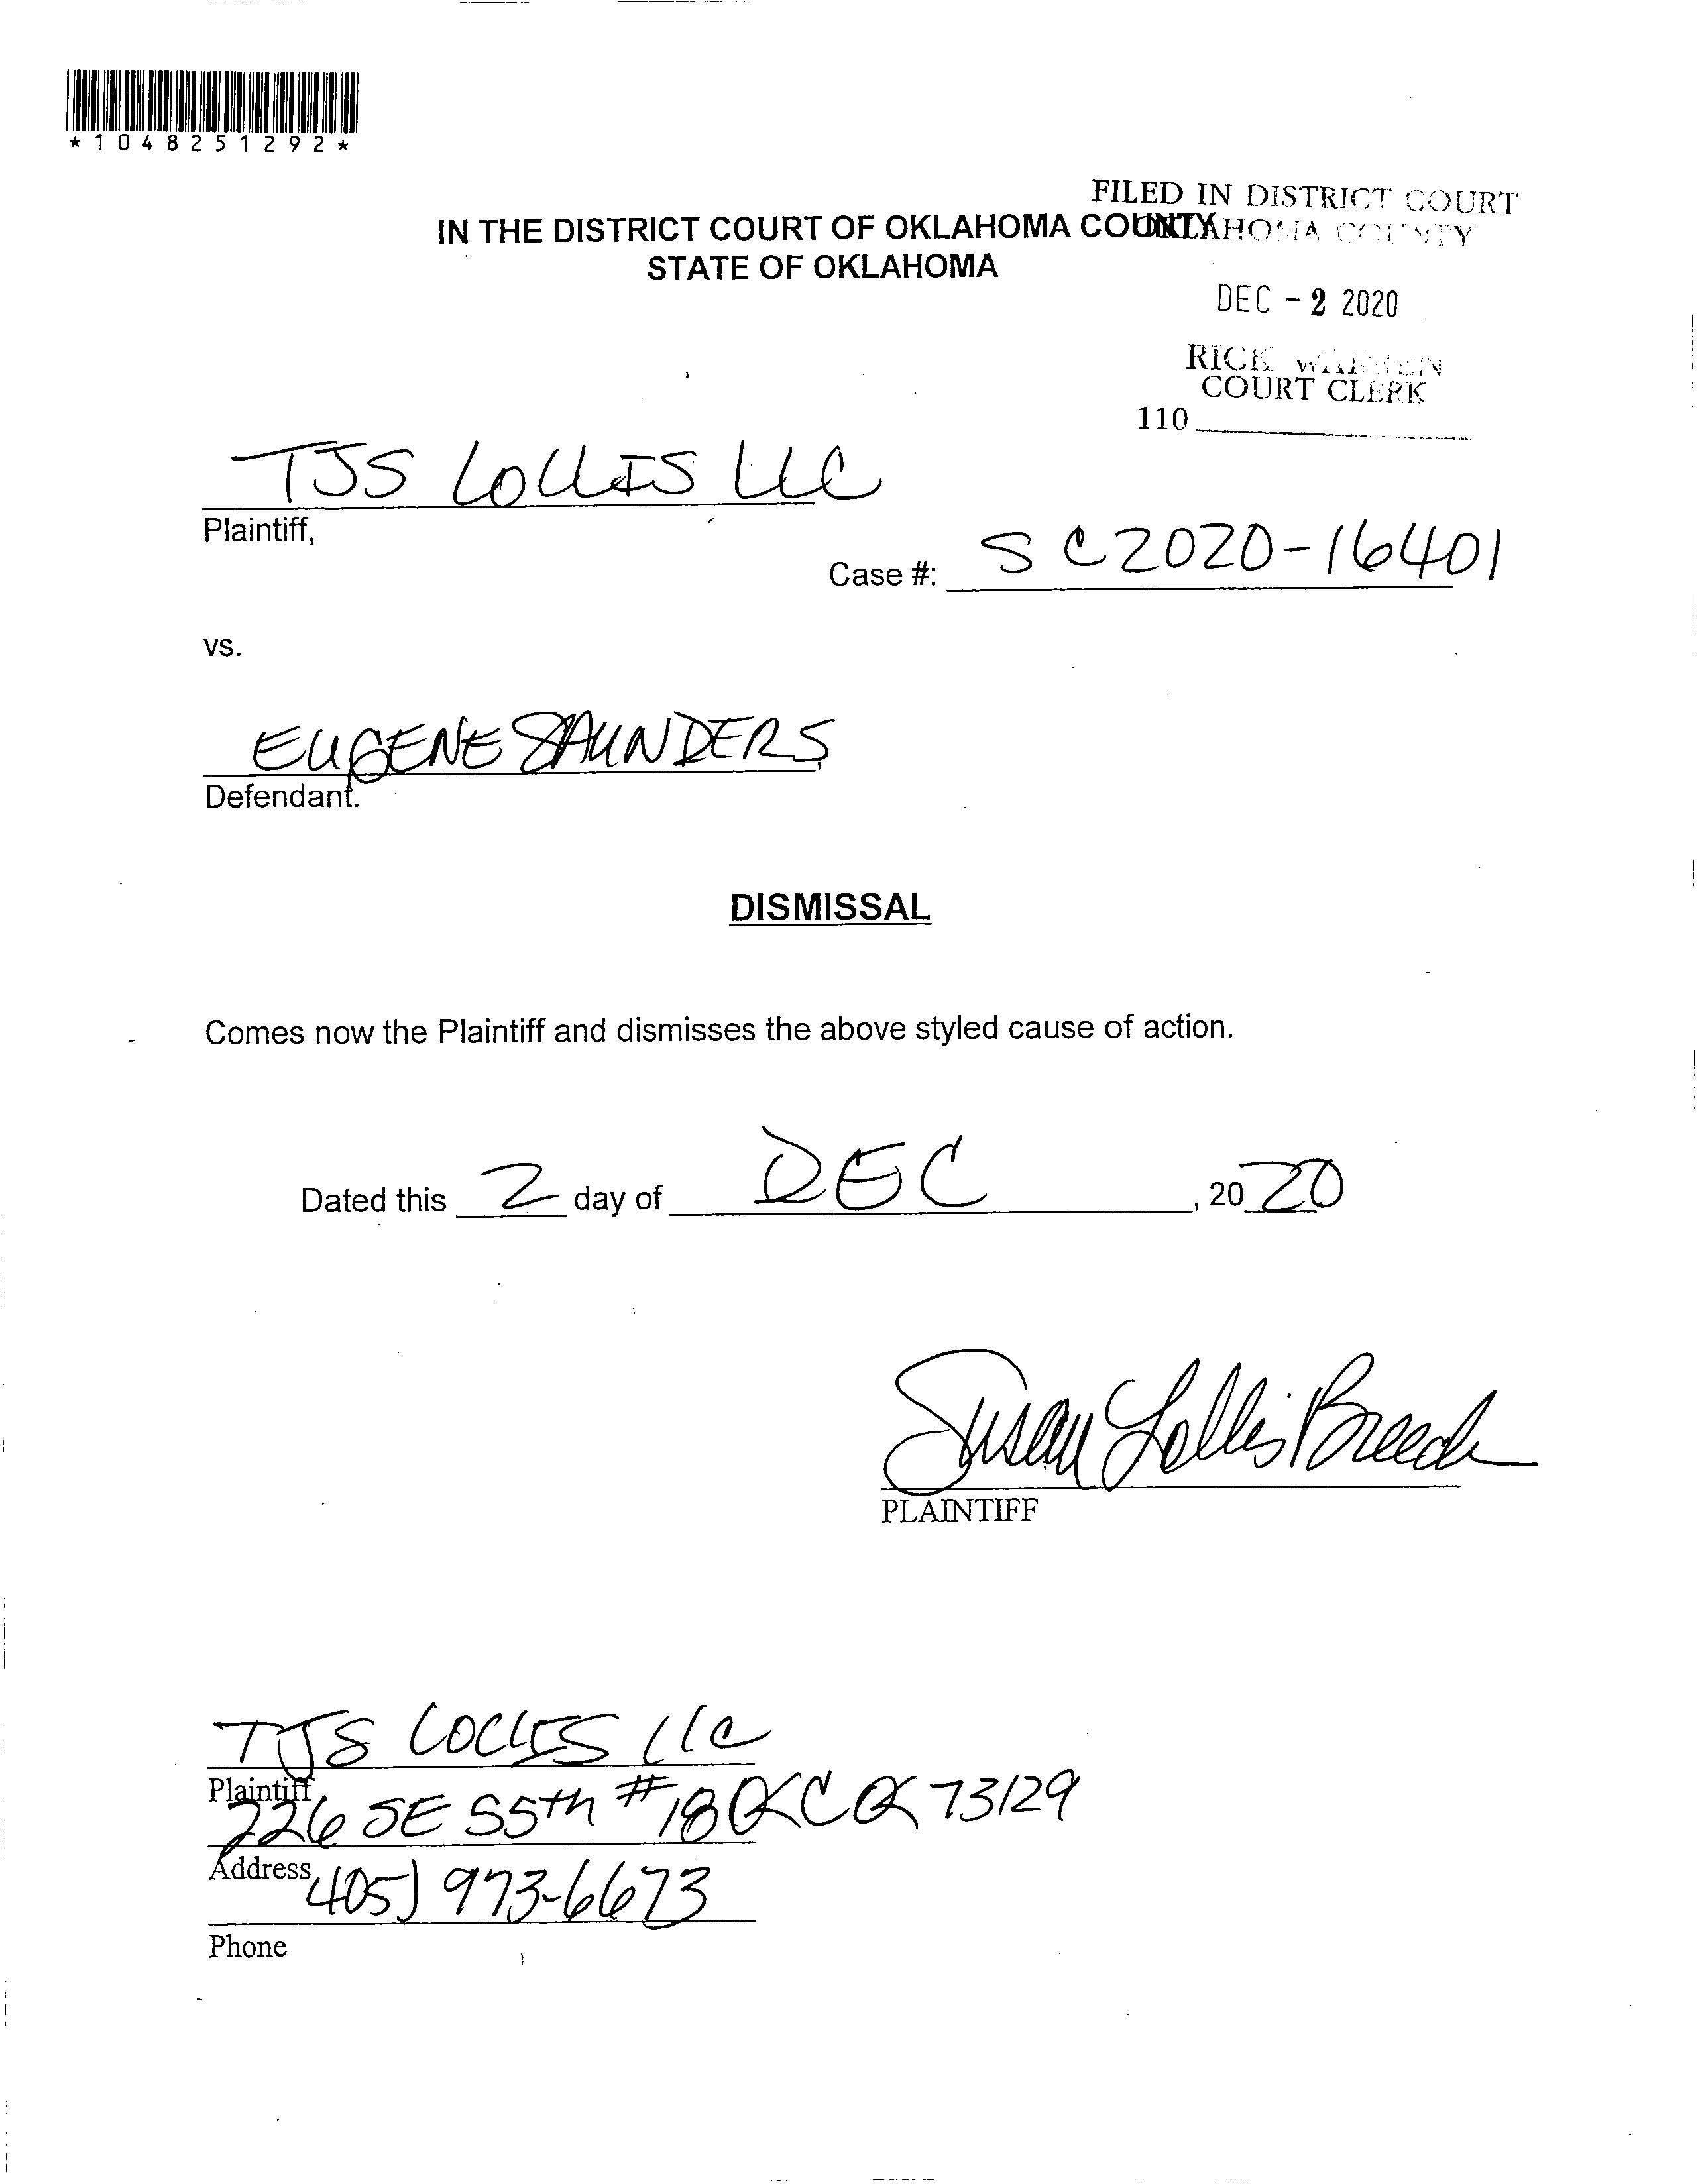 *1048251292*
FILED IN DISTRICT COURT
OKLAHOMA COUNTY
IN THE DISTRICT COURT OF OKLAHOMA COUNTY
STATE OF OKLAHOMA
DEC - 2 2020
RICK WARREN
COURT CLERK
110
TJS LOLLIS LLC
Plaintiff,
Case #: SC2020-16401
vs.
EUGENE SAUNDERS
Defendant.
DISMISSAL
Comes now the Plaintiff and dismisses the above styled cause of action.
Dated this 2 day of DEC, 2020
Susan Lollis Breech
PLAINTIFF
TJS LOLLIS llc
Plaintiff
226 SE 55th #18 OKC OK 73129
Address
405) 973-6673
Phone